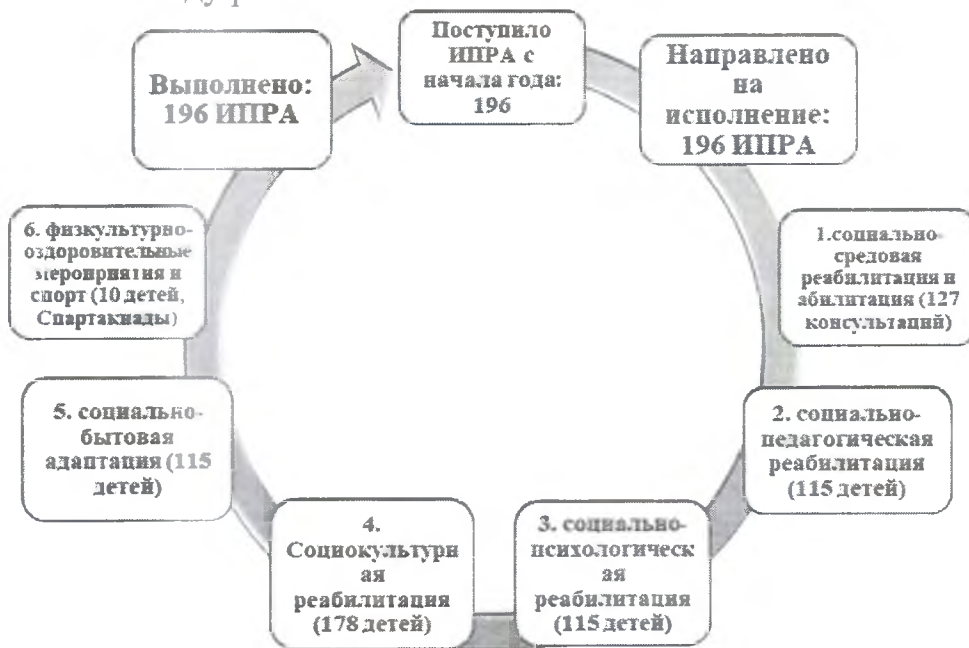 Поступило
ИПРА с
начала года:
196
Направлено
на
исполнение:
196 ИПРА
1.социально-
средовая
реабилитация и
абилитация (127
консультаций)
2. социально-
педагогическая
реабилитация
(115 детей)
3. социально-
психологическ
ая
реабилитация
(115 детей)
4.
Социокультурн
ая
реабилитация
(178 детей)
5. социально-
бытовая
адаптация (115
детей)
6. физкультурно-
оздоровительные
мероприятия и
спорт (10 детей,
Спартакиады)
Выполнено:
196 ИПРА